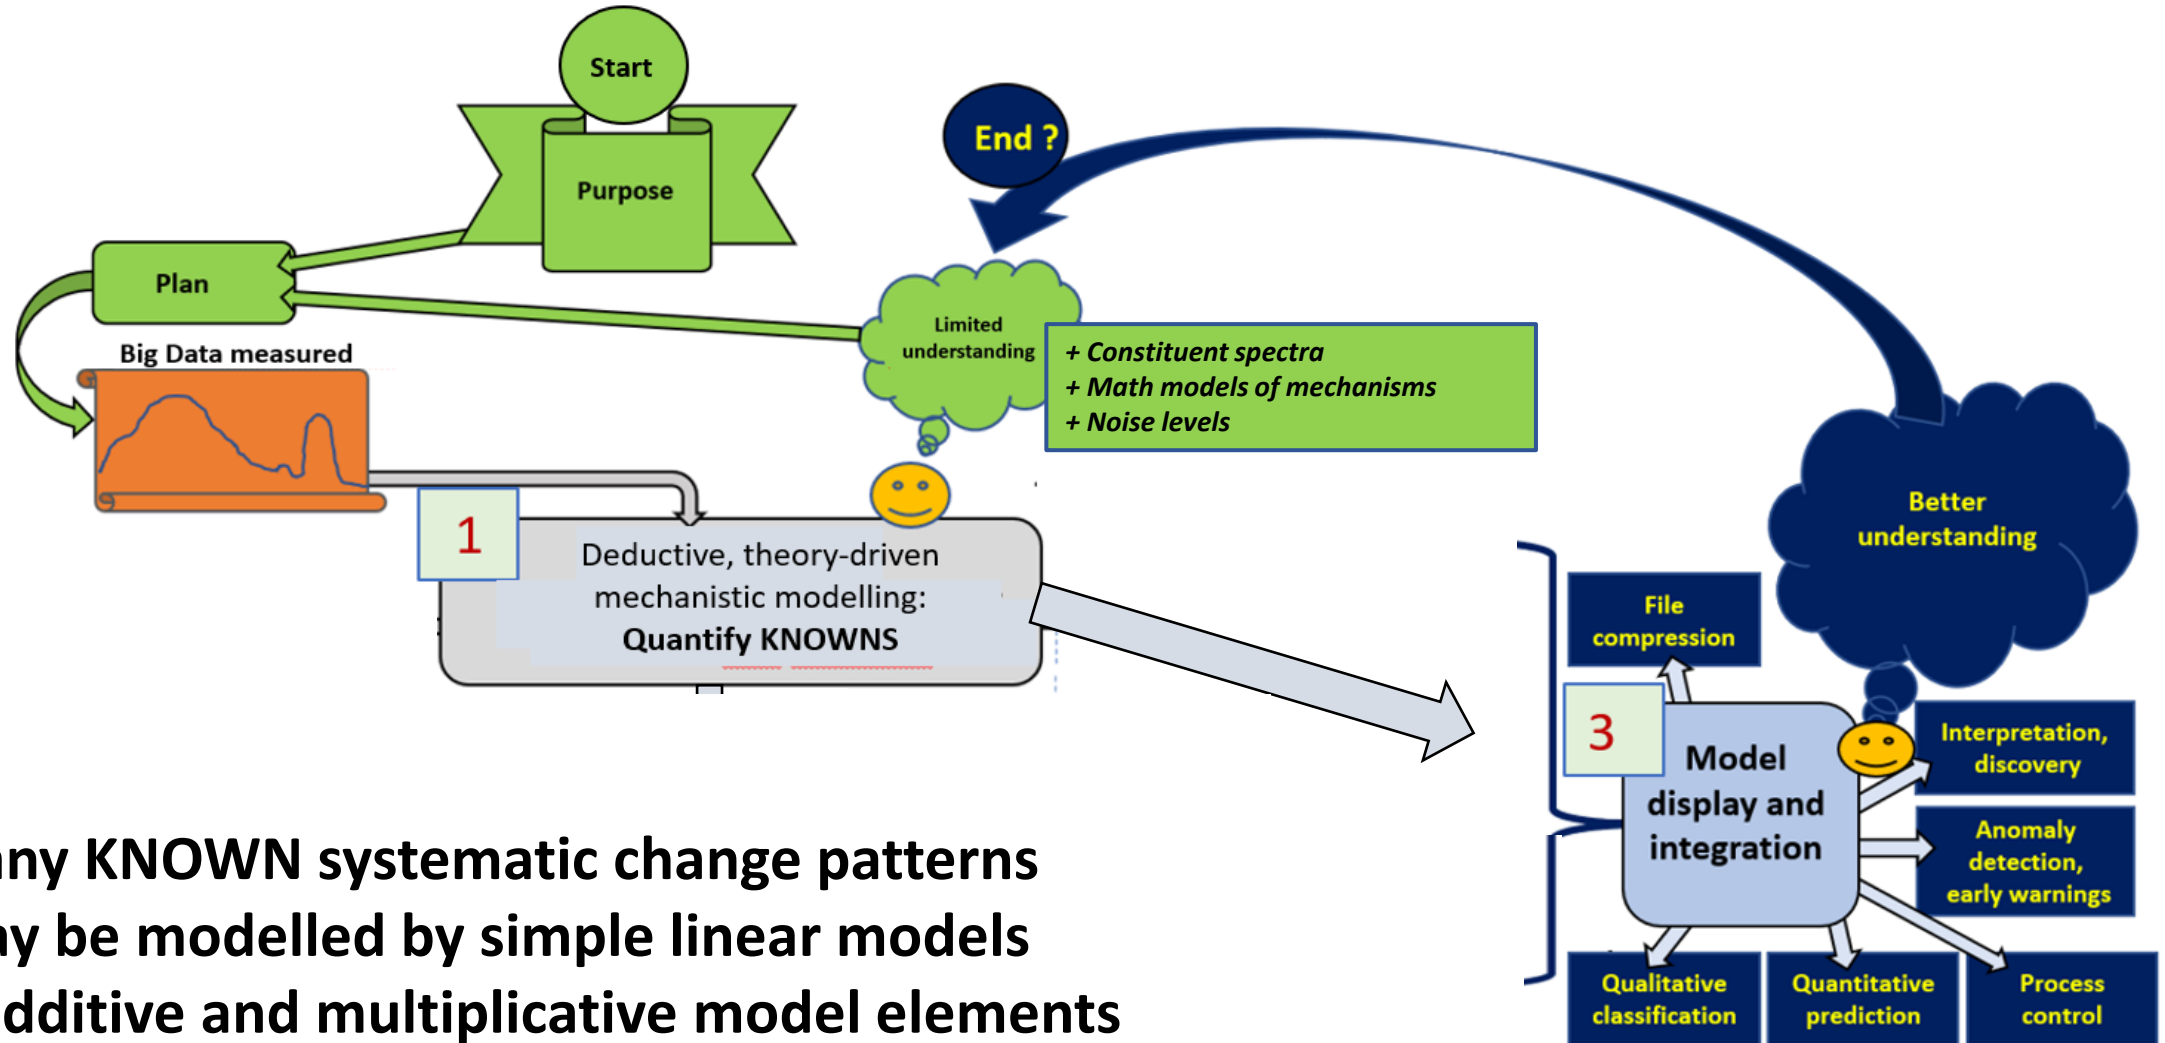 Start
Purpose
End ?
Plan
Big Data measured
Limited
understanding
+ Constituent spectra
+ Math models of mechanisms
+ Noise levels
1
Deductive, theory-driven
mechanistic modelling:
Quantify KNOWNS
Better
understanding
File
compression
3
Model
display and
integration
Interpretation,
discovery
Anomaly
detection,
early warnings
Qualitative
classification
Quantitative
prediction
Process
control
KNOWN systematic change patterns
be modelled by simple linear models
and multiplicative model elements